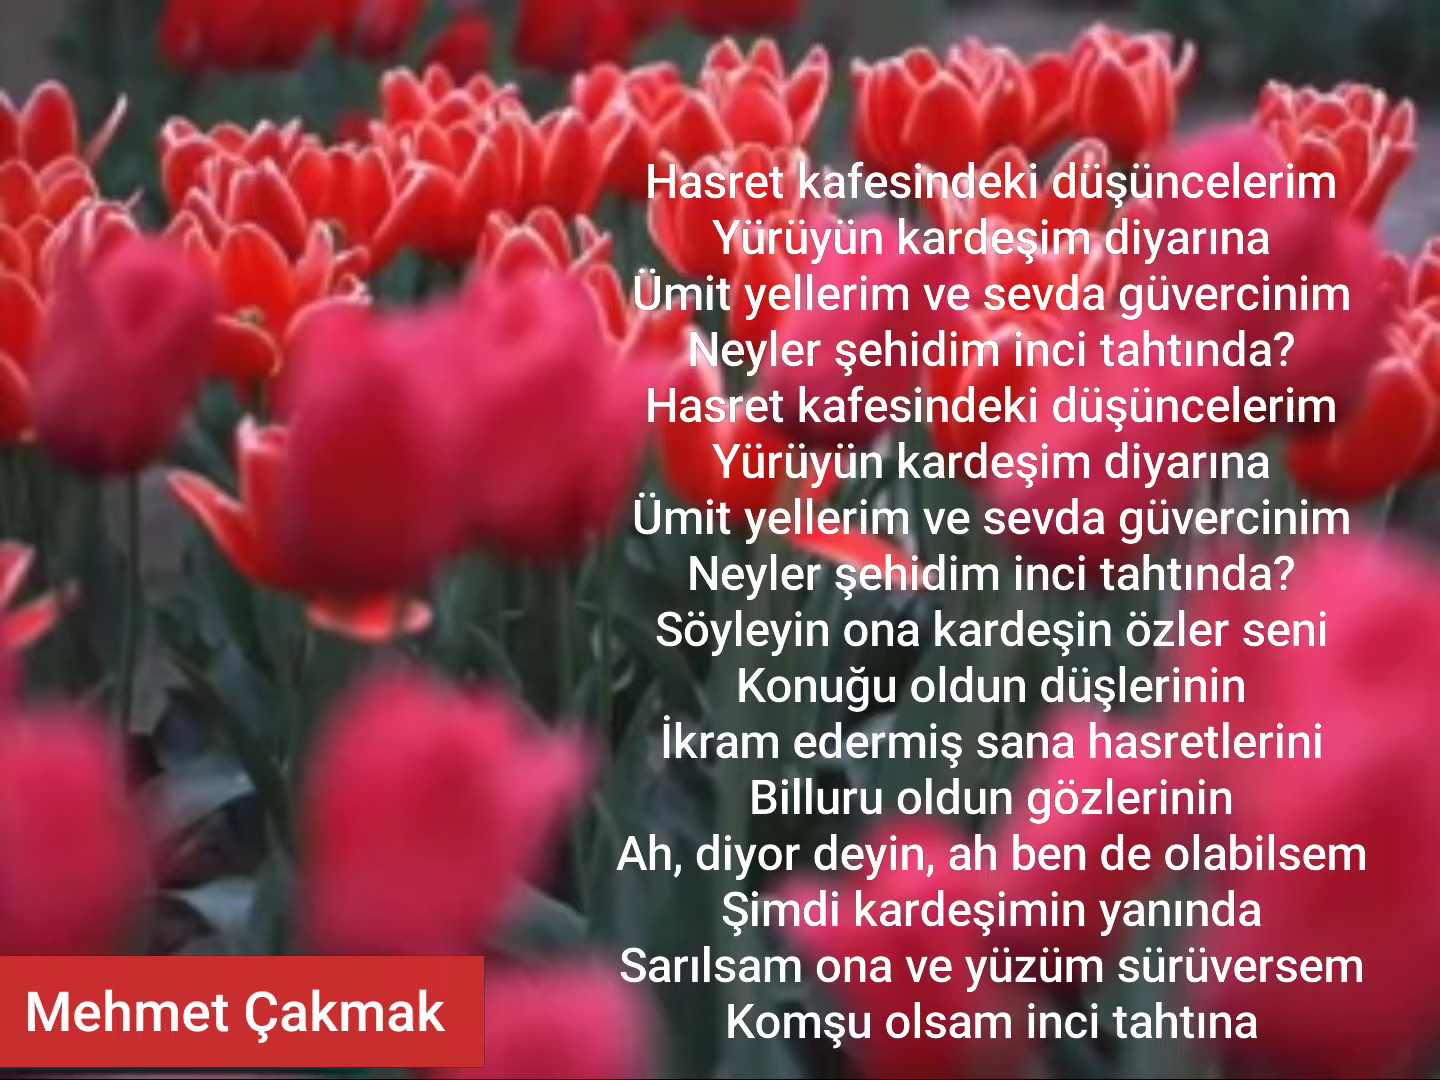 Hasret kafesindeki düşüncelerim
Yürüyün kardeşim diyarına
Ümit yellerim ve sevda güvercinim
Neyler şehidim inci tahtında?
Hasret kafesindeki düşüncelerim
Yürüyün kardeşim diyarına
Ümit yellerim ve sevda güvercinim
Neyler şehidim inci tahtında?
Söyleyin ona kardeşin özler seni
Konuğu oldun düşlerinin
İkram edermiş sana hasretlerini
Billuru oldun gözlerinin
Ah, diyor deyin, ah ben de olabilsem
Şimdi kardeşimin yanında
Sarılsam ona ve yüzüm sürüversem
Komşu olsam inci tahtına
Mehmet Çakmak